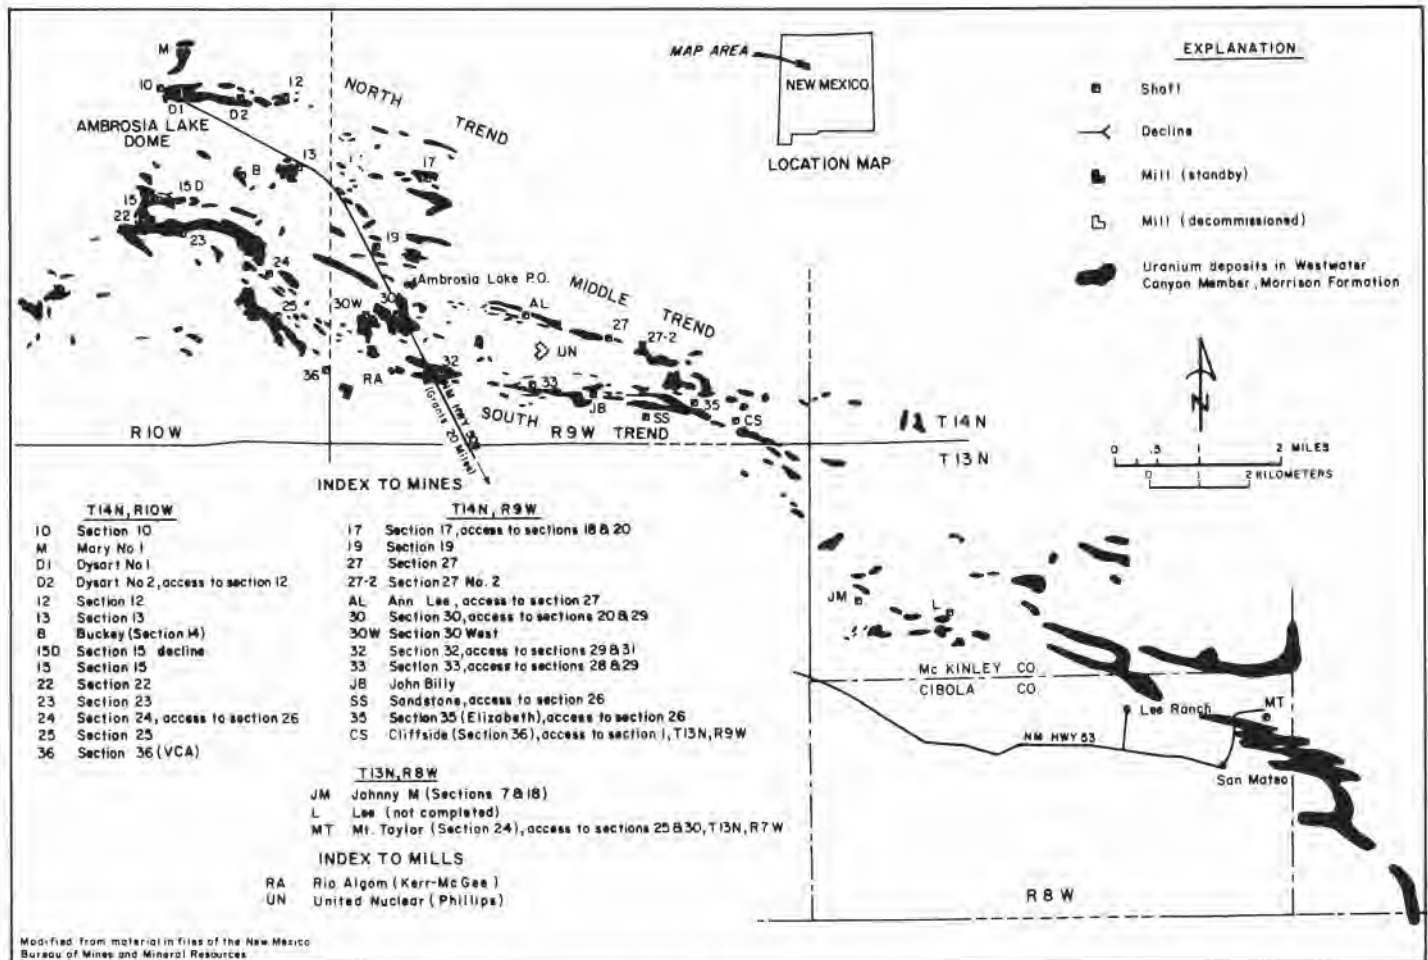 MAP AREA
NEW MEXICO
LOCATION MAP
EXPLANATION
Shaft
Decline
Mill (standby)
Mill (decommissioned)
Uranium deposits in Westwater
Canyon Member, Morrison Formation
N
0 .5 1 2 MILES
0 1 2 KILOMETERS
M
10
12
D1
D2
AMBROSIA LAKE
DOME
NORTH
TREND
13
17
B
15 D
15
22
23
19
24
Ambrosia Lake P.O.
MIDDLE
TREND
25
30W
30
AL
27
27-2
UN
36
RA
32
33
JB
35
SS
CS
NM HWY 509
(Grants, 20 Miles)
SOUTH
TREND
R10W
R9W
T14N
T13N
JM
L
Mc KINLEY CO.
CIBOLA CO.
Lee Ranch
MT
NM HWY 53
San Mateo
R8W
INDEX TO MINES
T14N, R10W
10 Section 10
M Mary No 1
D1 Dysart No 1
D2 Dysart No 2, access to section 12
12 Section 12
13 Section 13
B Buckey (Section 14)
15D Section 15 decline
15 Section 15
22 Section 22
23 Section 23
24 Section 24, access to section 26
25 Section 25
36 Section 36 (VCA)
T14N, R9W
17 Section 17, access to sections 18 & 20
19 Section 19
27 Section 27
27-2 Section 27 No. 2
AL Ann Lee, access to section 27
30 Section 30, access to sections 20 & 29
30W Section 30 West
32 Section 32, access to sections 29 & 31
33 Section 33, access to sections 28 & 29
JB John Billy
SS Sandstone, access to section 26
35 Section 35 (Elizabeth), access to section 26
CS Cliffside (Section 36), access to section 1, T13N, R9W
T13N, R8W
JM Johnny M (Sections 7 & 18)
L Lee (not completed)
MT Mt. Taylor (Section 24), access to sections 25 & 30, T13N, R7W
INDEX TO MILLS
RA Rio Algom (Kerr-McGee)
UN United Nuclear (Phillips)
Modified from material in files of the New Mexico
Bureau of Mines and Mineral Resources